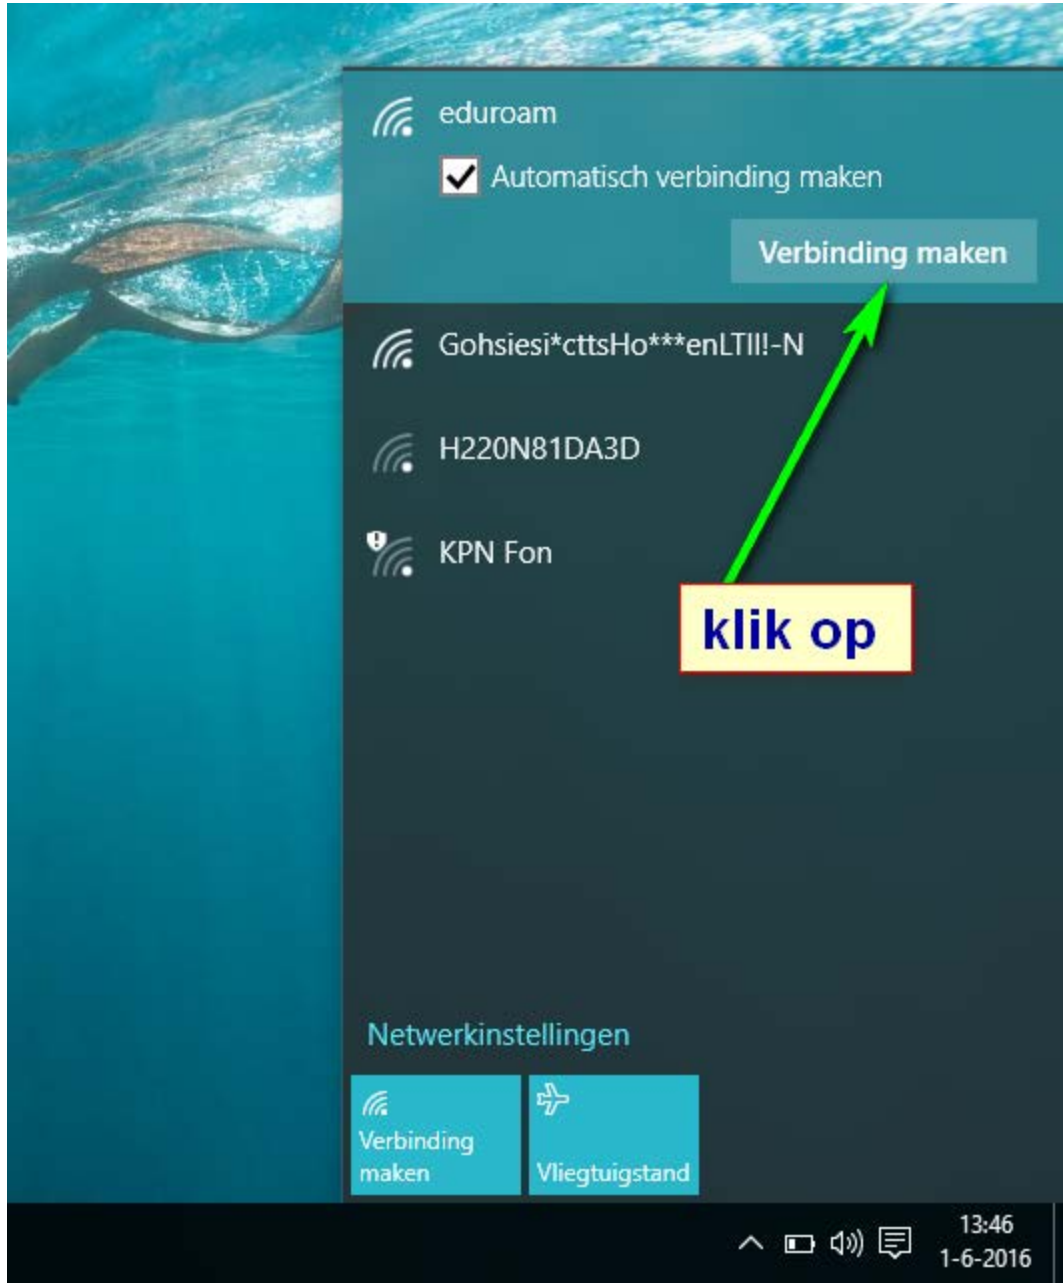 eduroam
Automatisch verbinding maken
Verbinding maken
Gohsiesi*cttsHo***enLTIl!-N
H220N81DA3D
KPN Fon
klik op
Netwerkinstellingen
Verbinding
maken
Vliegtuigstand
13:46
1-6-2016